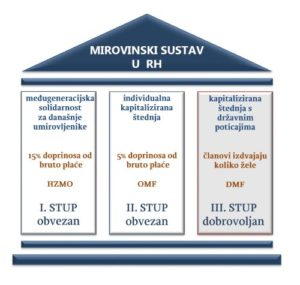 MIROVINSKI SUSTAV
U RH
međugeneracijska
solidarnost
za današnje
umirovljenike
15% doprinosa od
bruto plaće
HZMO
I. STUP
obvezan
individualna
kapitalizirana
štednja
5% doprinosa od
bruto plaće
OMF
II. STUP
obvezan
kapitalizirana
štednja s
državnim
poticajima
članovi izdvajaju
koliko žele
DMF
III. STUP
dobrovoljan